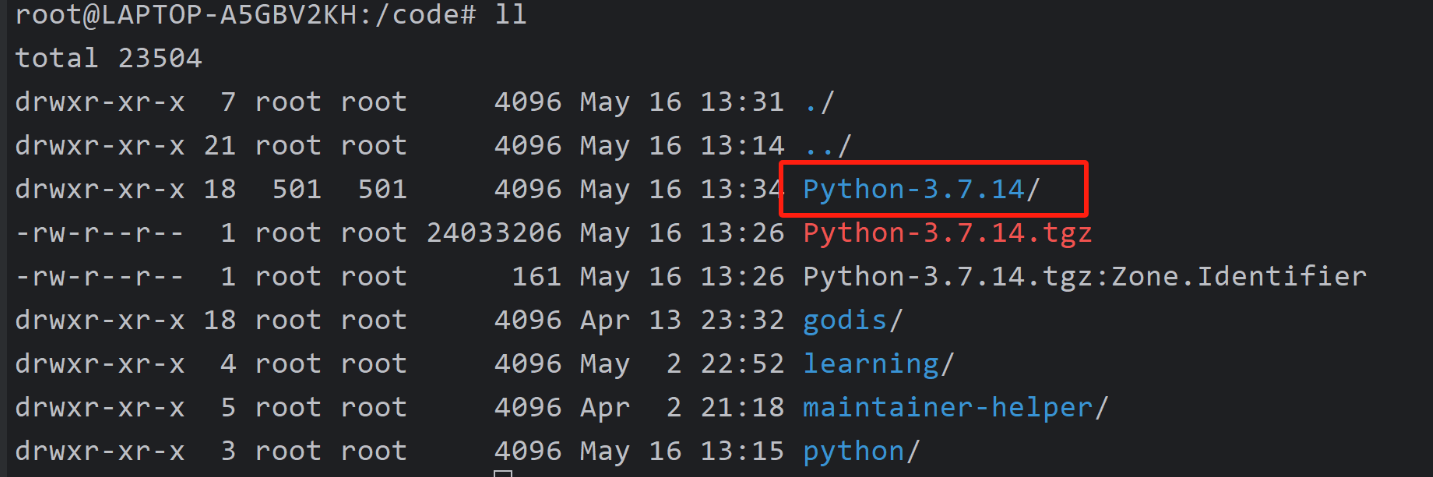 root@LAPTOP-A5GBV2KH:/code# ll
total 23504
drwxr-xr-x  7 root root     4096 May 16 13:31 ./
drwxr-xr-x 21 root root     4096 May 16 13:14 ../
drwxr-xr-x 18  501  501     4096 May 16 13:34 Python-3.7.14/
-rw-r--r--  1 root root 24033206 May 16 13:26 Python-3.7.14.tgz
-rw-r--r--  1 root root      161 May 16 13:26 Python-3.7.14.tgz:Zone.Identifier
drwxr-xr-x 18 root root     4096 Apr 13 23:32 godis/
drwxr-xr-x  4 root root     4096 May  2 22:52 learning/
drwxr-xr-x  5 root root     4096 Apr  2 21:18 maintainer-helper/
drwxr-xr-x  3 root root     4096 May 16 13:15 python/